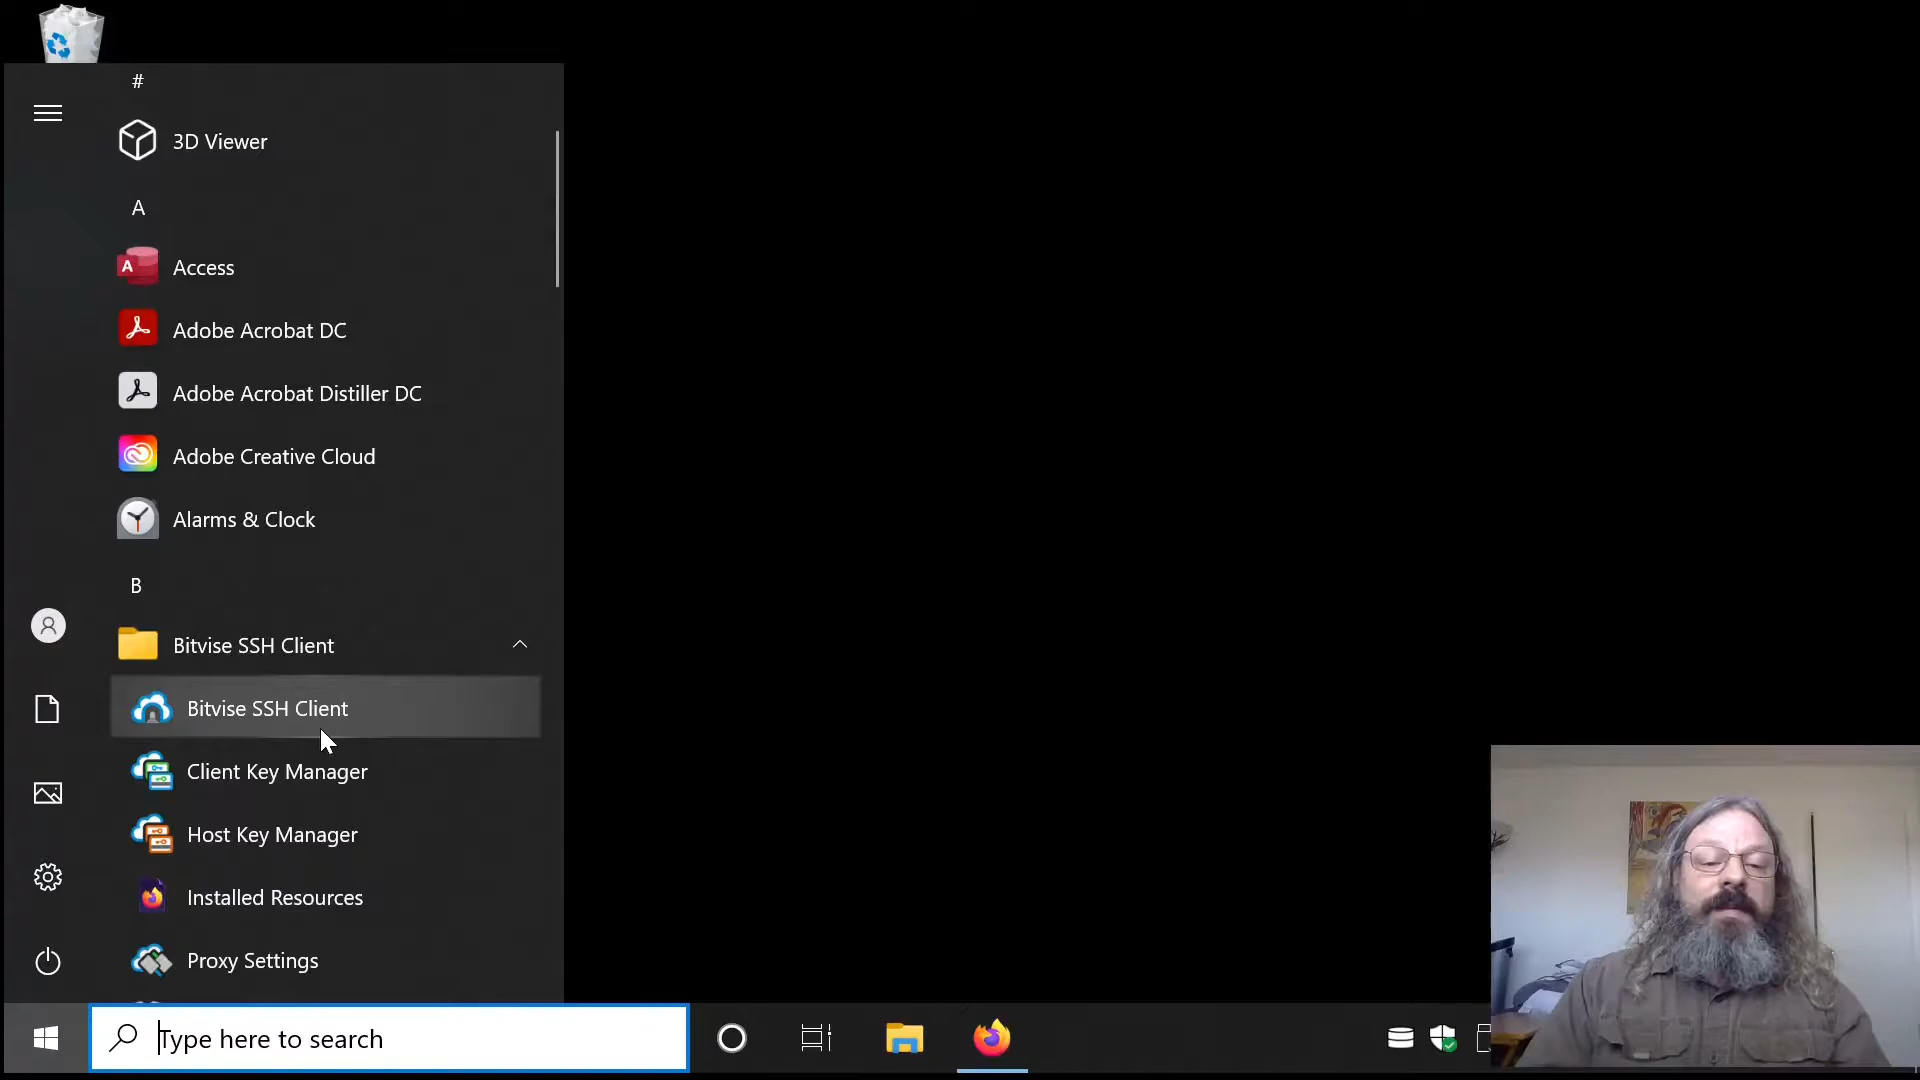 #
3D Viewer
A
Access
Adobe Acrobat DC
Adobe Acrobat Distiller DC
Adobe Creative Cloud
Alarms & Clock
B
Bitvise SSH Client
Bitvise SSH Client
Client Key Manager
Host Key Manager
Installed Resources
Proxy Settings
Type here to search